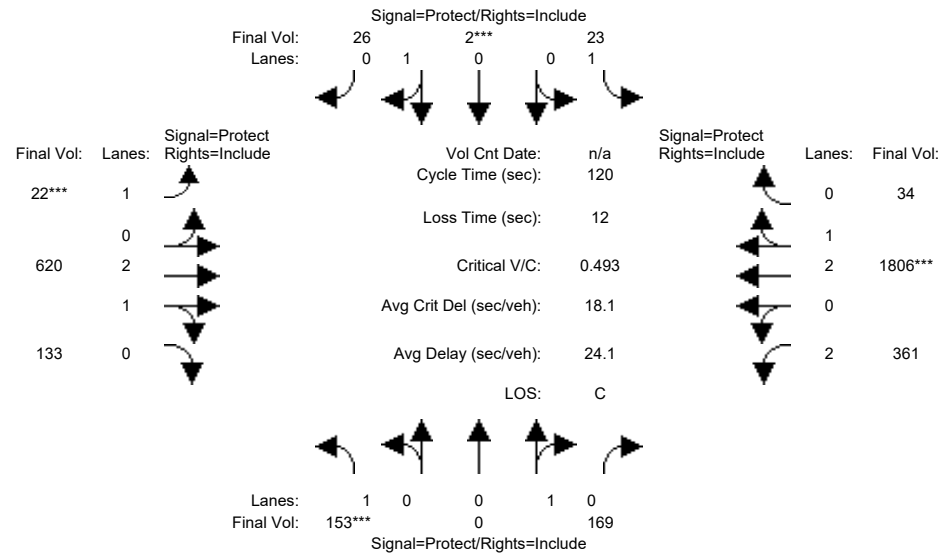 Signal=Protect/Rights=Include
Final Vol: 26 2*** 23
Lanes: 0 1 0 0 1
Signal=Protect Signal=Protect
Final Vol: Lanes: Rights=Include Vol Cnt Date: n/a Rights=Include Lanes: Final Vol:
Cycle Time (sec): 120
22*** 1 0 34
Loss Time (sec): 12
0 1
620 2 Critical V/C: 0.493 2 1806***
1 Avg Crit Del (sec/veh): 18.1 0
133 0 Avg Delay (sec/veh): 24.1 2 361
LOS: C
Lanes: 1 0 0 1 0
Final Vol: 153*** 0 169
Signal=Protect/Rights=Include